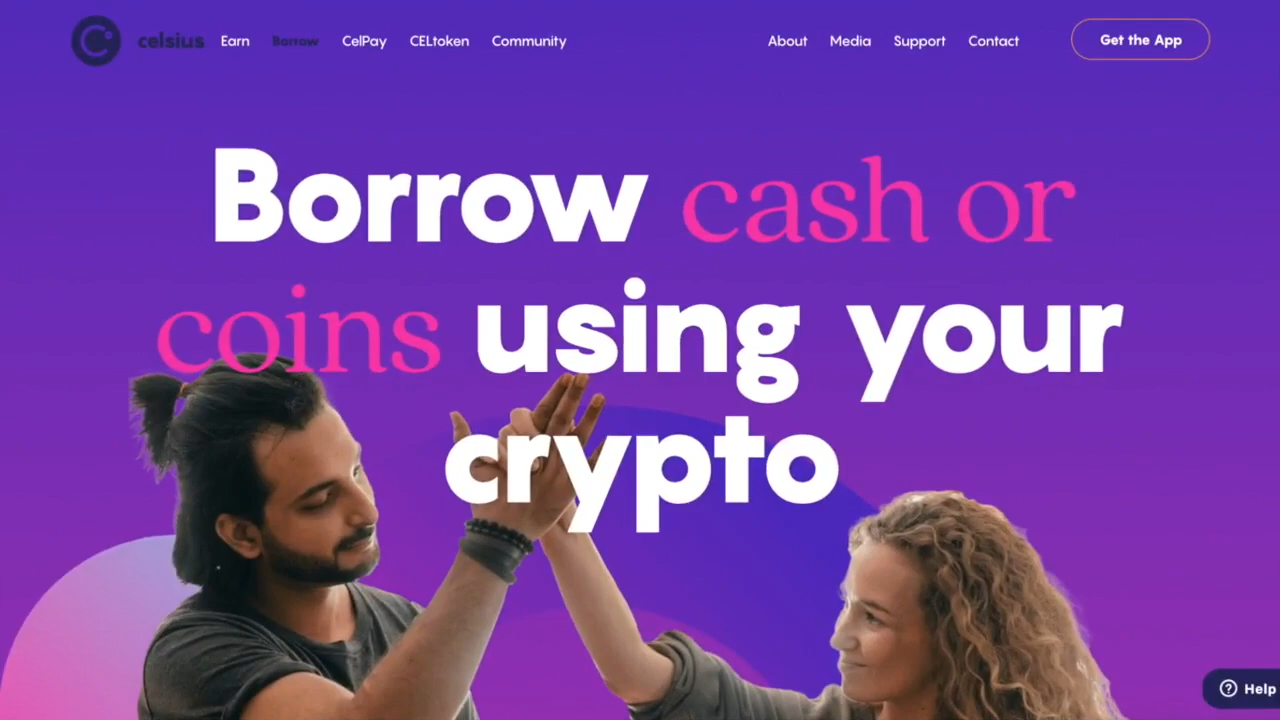 celsius Earn Borrow CelPay CELtoken Community About Media Support Contact Get the App
Borrow cash or
coins using your
crypto
Help